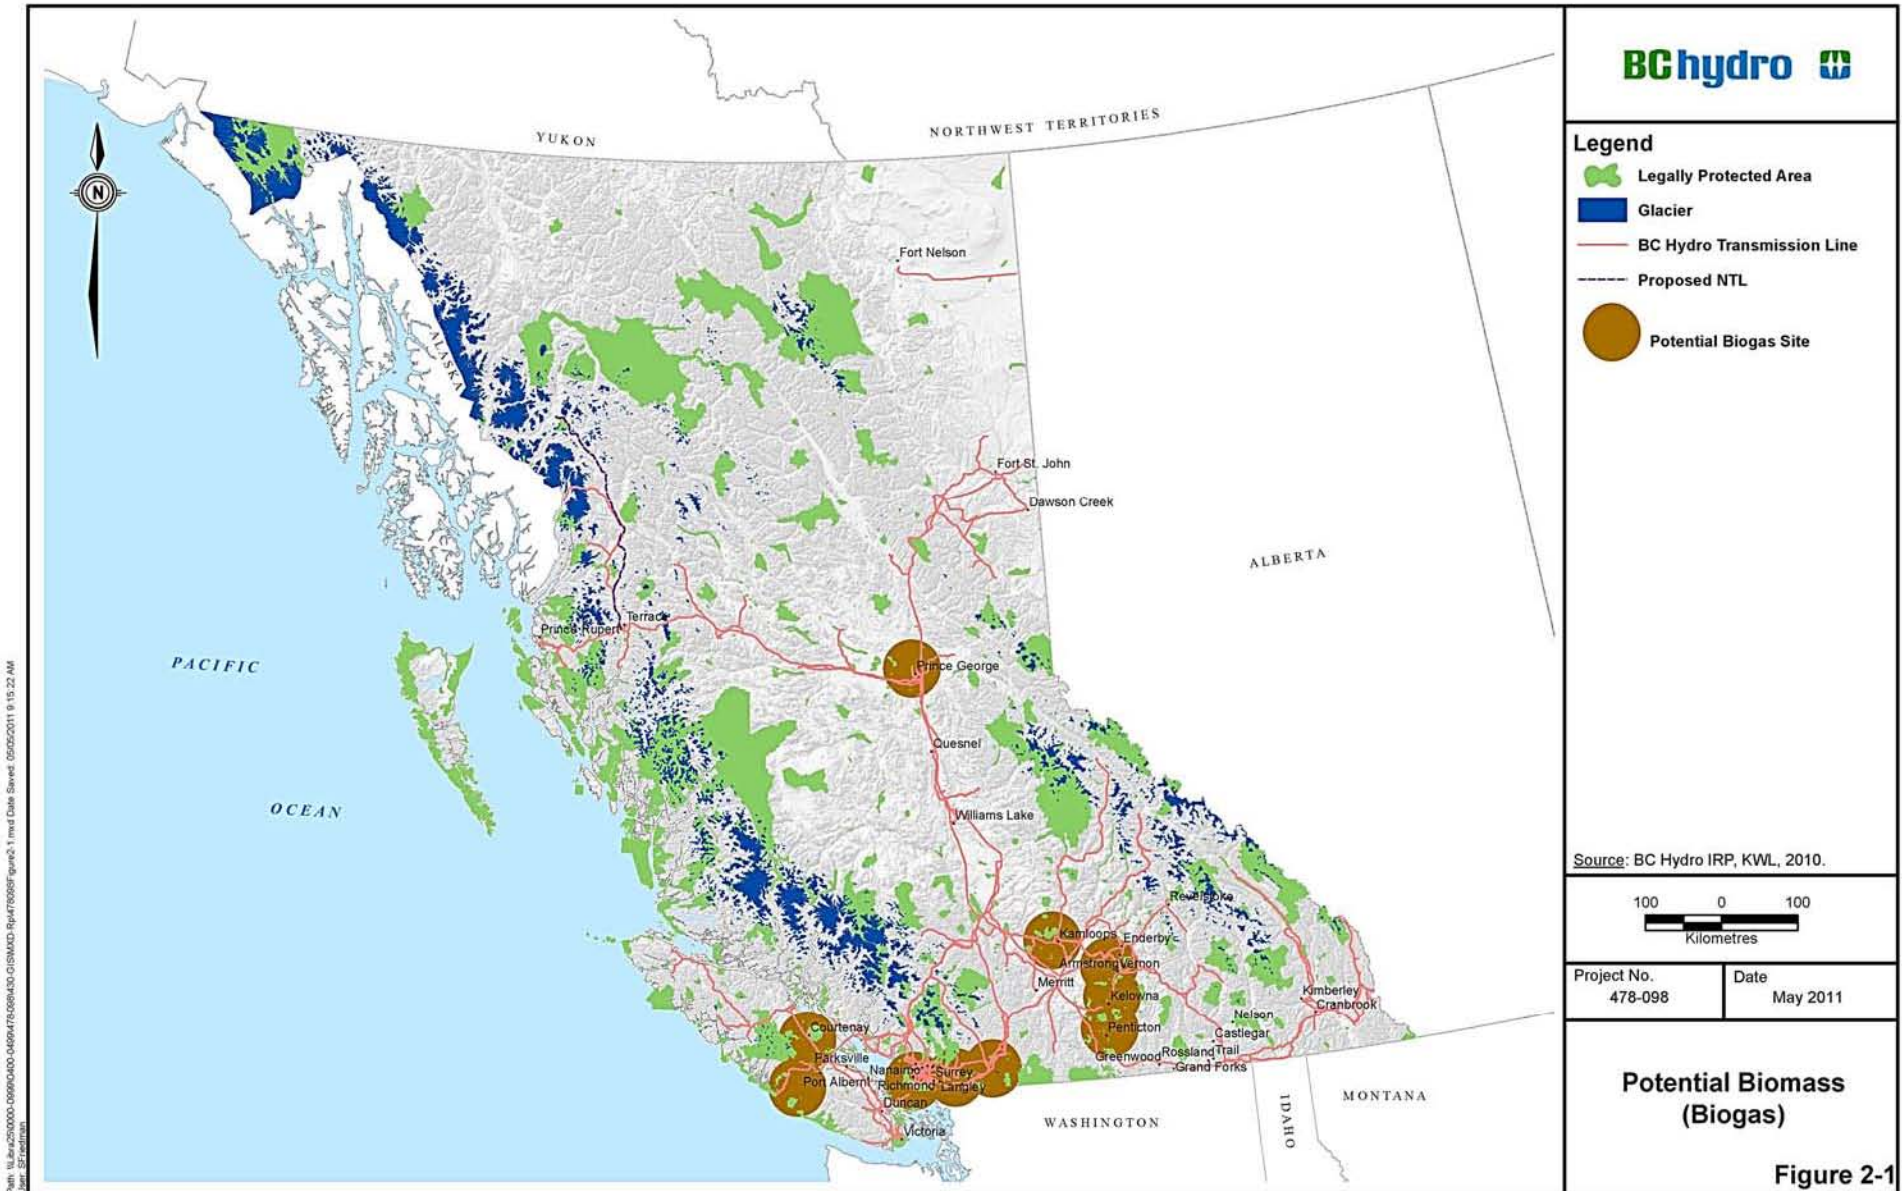 BC hydro
Legend
Legally Protected Area
Glacier
BC Hydro Transmission Line
Proposed NTL
Potential Biogas Site
Source: BC Hydro IRP, KWL, 2010.
100 0 100
Kilometres
Project No.
478-098
Date
May 2011
Potential Biomass
(Biogas)
Figure 2-1
N
YUKON
NORTHWEST TERRITORIES
ALASKA
ALBERTA
PACIFIC
OCEAN
WASHINGTON
IDAHO
MONTANA
Fort Nelson
Fort St. John
Dawson Creek
Terrace
Prince Rupert
Prince George
Quesnel
Williams Lake
Revelstoke
Kamloops
Enderby
Armstrong
Vernon
Merritt
Kelowna
Kimberley
Cranbrook
Nelson
Penticton
Castlegar
Greenwood
Rossland
Trail
Grand Forks
Courtenay
Parksville
Port Alberni
Nanaimo
Surrey
Richmond
Langley
Duncan
Victoria
User: SFriedman